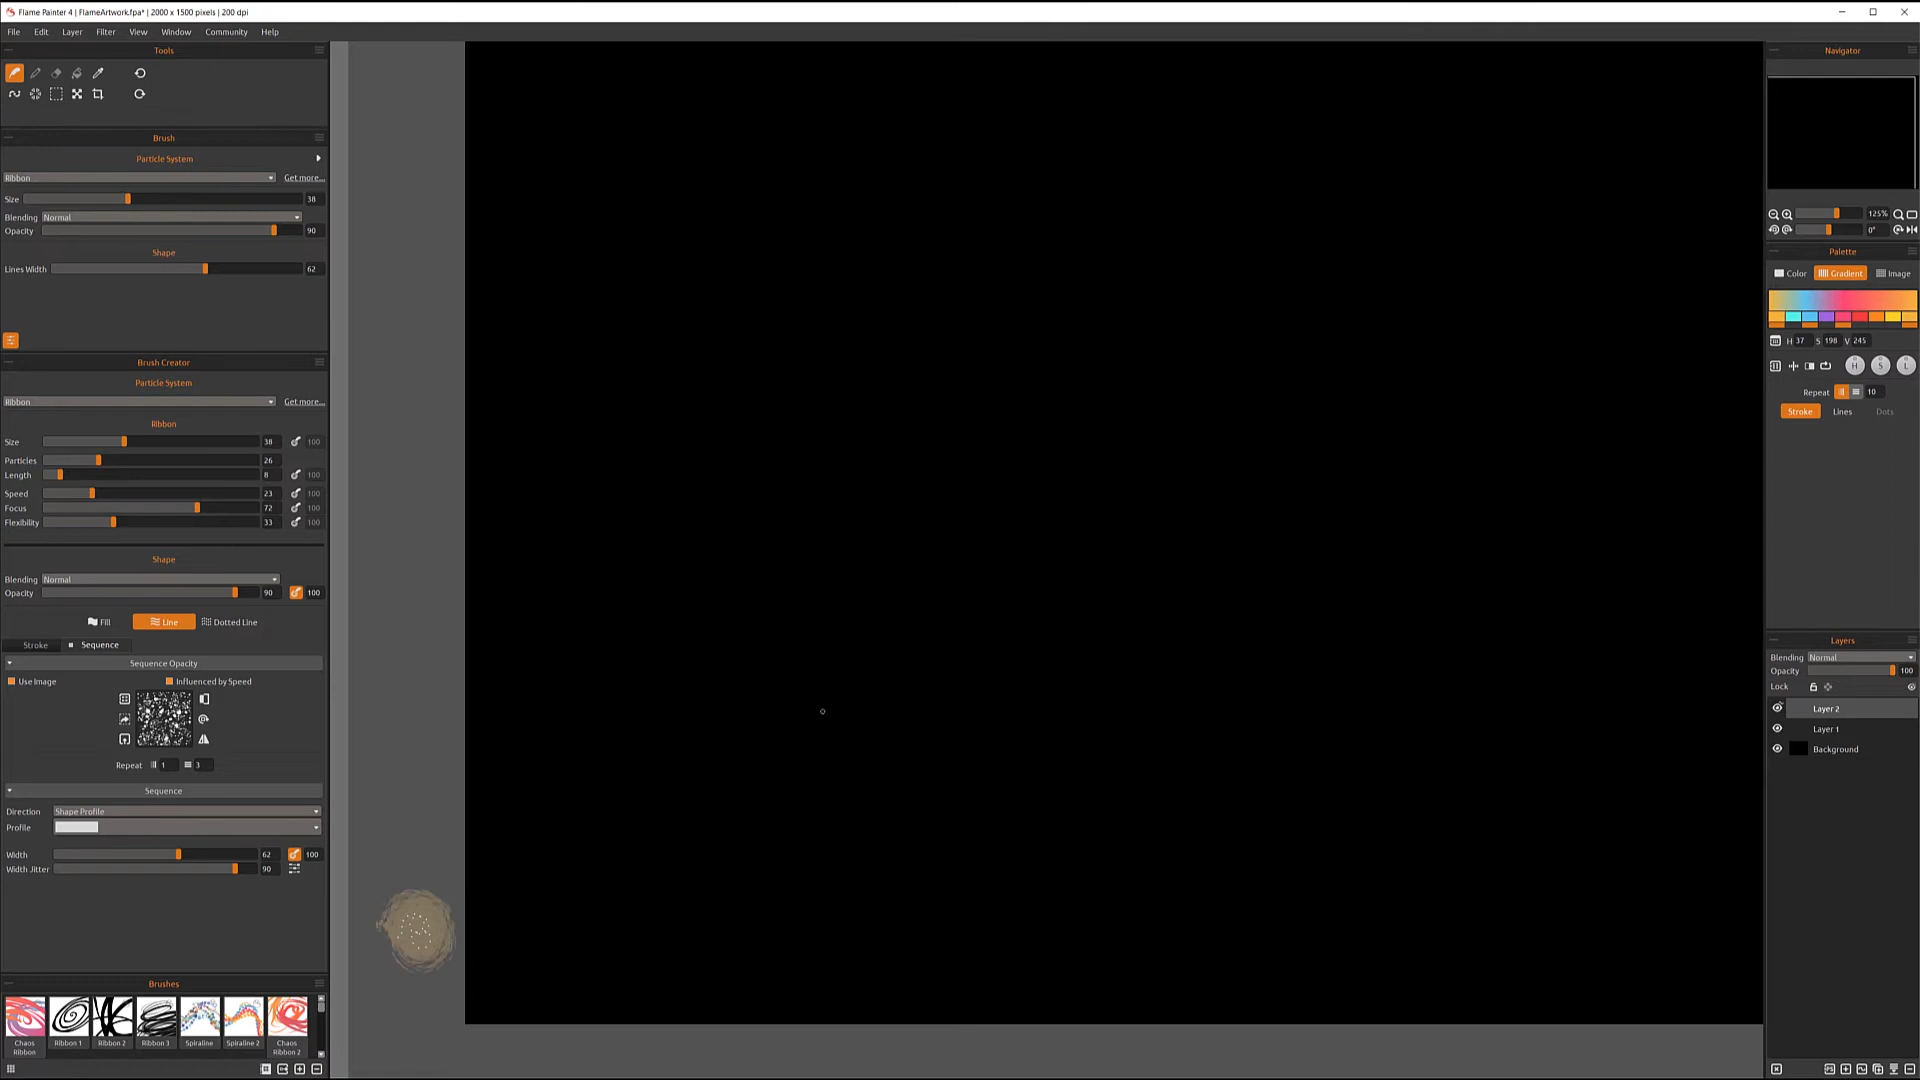 Flame Painter 4 | FlameArtwork.fpa* | 2000 x 1500 pixels | 200 dpi
File Edit Layer Filter View Window Community Help
Tools
Brush
Particle System
Ribbon Get more...
Size 38
Blending Normal
Opacity 90
Shape
Lines Width 62
Brush Creator
Particle System
Ribbon Get more...
Ribbon
Size 38 100
Particles 26
Length 8 100
Speed 23 100
Focus 72 100
Flexibility 33 100
Shape
Blending Normal
Opacity 90 100
Fill Line Dotted Line
Stroke Sequence
Sequence Opacity
Use Image Influenced by Speed
Repeat 1 3
Sequence
Direction Shape Profile
Profile
Width 62 100
Width Jitter 90
Brushes
Chaos Ribbon
Ribbon 1
Ribbon 2
Ribbon 3
Spiraline
Spiraline 2
Chaos Ribbon 2
Navigator
125%
0°
Palette
Color Gradient Image
H 37 S 198 V 245
H S L
Repeat 10
Stroke Lines Dots
Layers
Blending Normal
Opacity 100
Lock
Layer 2
Layer 1
Background